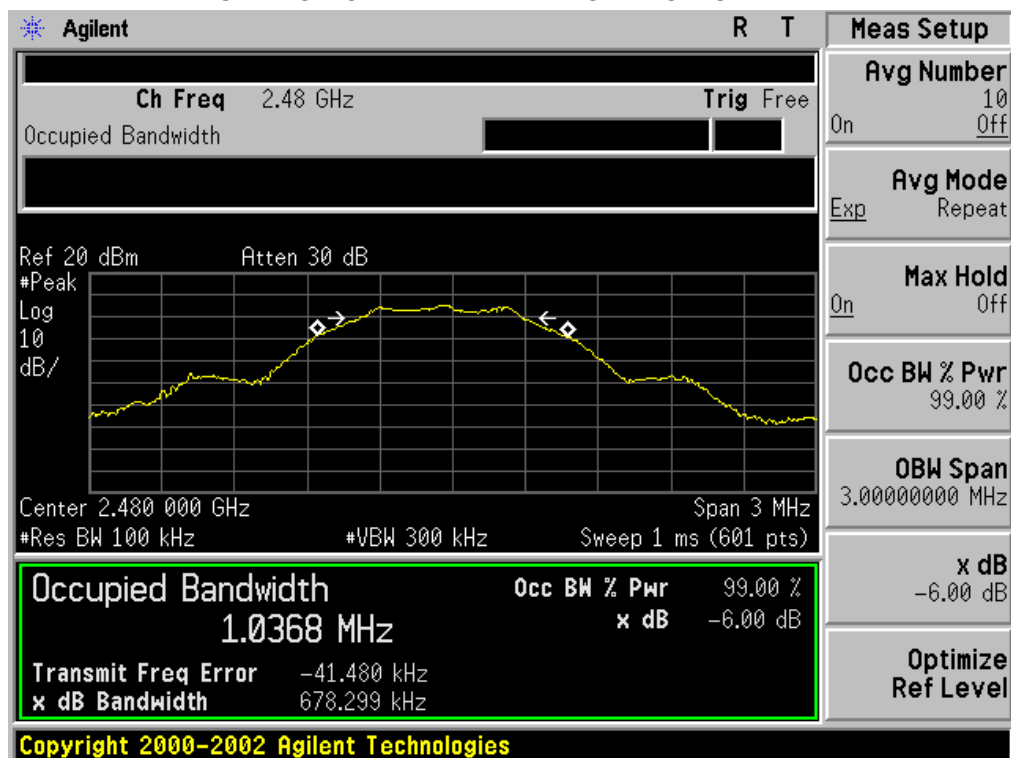 Agilent R T
Ch Freq 2.48 GHz Trig Free
Occupied Bandwidth
Ref 20 dBm Atten 30 dB
#Peak
Log
10
dB/
Center 2.480 000 GHz Span 3 MHz
#Res BW 100 kHz #VBW 300 kHz Sweep 1 ms (601 pts)
Occupied Bandwidth Occ BW % Pwr 99.00 %
1.0368 MHz x dB -6.00 dB
Transmit Freq Error -41.480 kHz
x dB Bandwidth 678.299 kHz
Copyright 2000-2002 Agilent Technologies
Meas Setup
Avg Number
10
On Off
Avg Mode
Exp Repeat
Max Hold
On Off
Occ BW % Pwr
99.00 %
OBW Span
3.00000000 MHz
x dB
-6.00 dB
Optimize
Ref Level